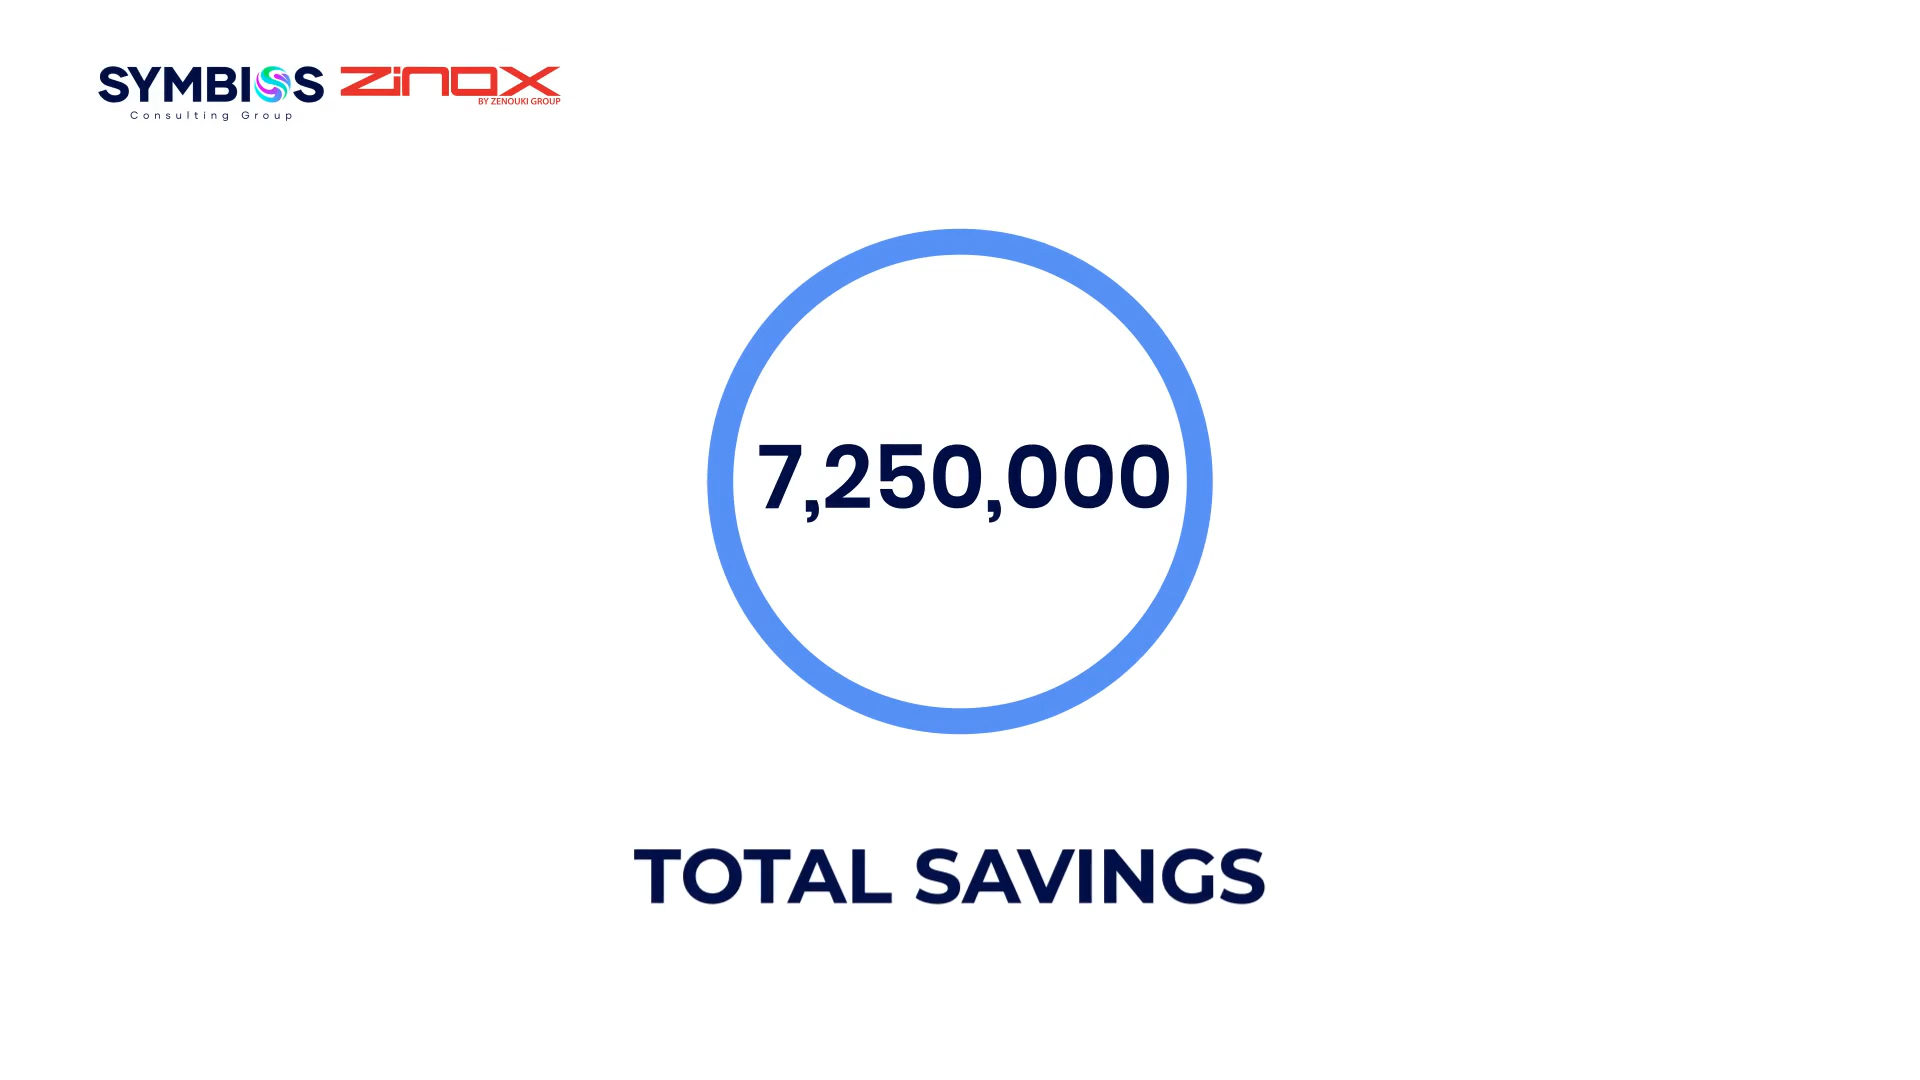 SYMBIOS
Consulting Group
ZINOX
BY ZENOUKI GROUP
7,250,000
TOTAL SAVINGS